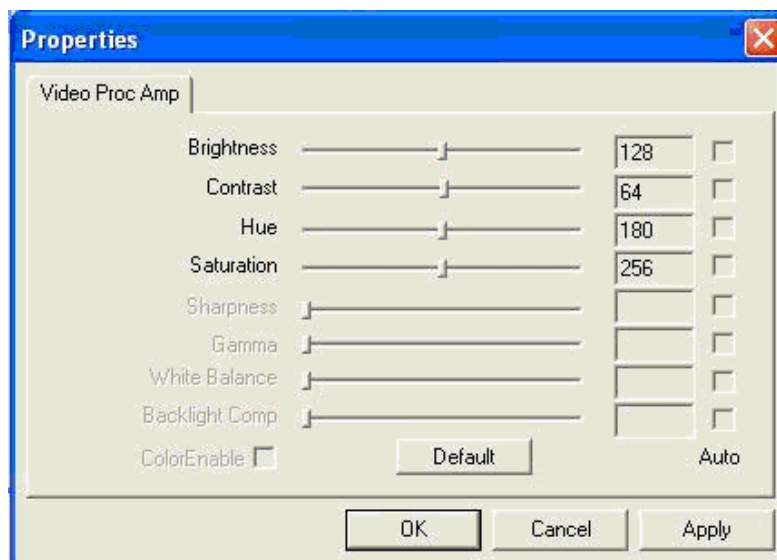 Properties
Video Proc Amp
Brightness 128
Contrast 64
Hue 180
Saturation 256
Sharpness
Gamma
White Balance
Backlight Comp
ColorEnable Default Auto
OK Cancel Apply